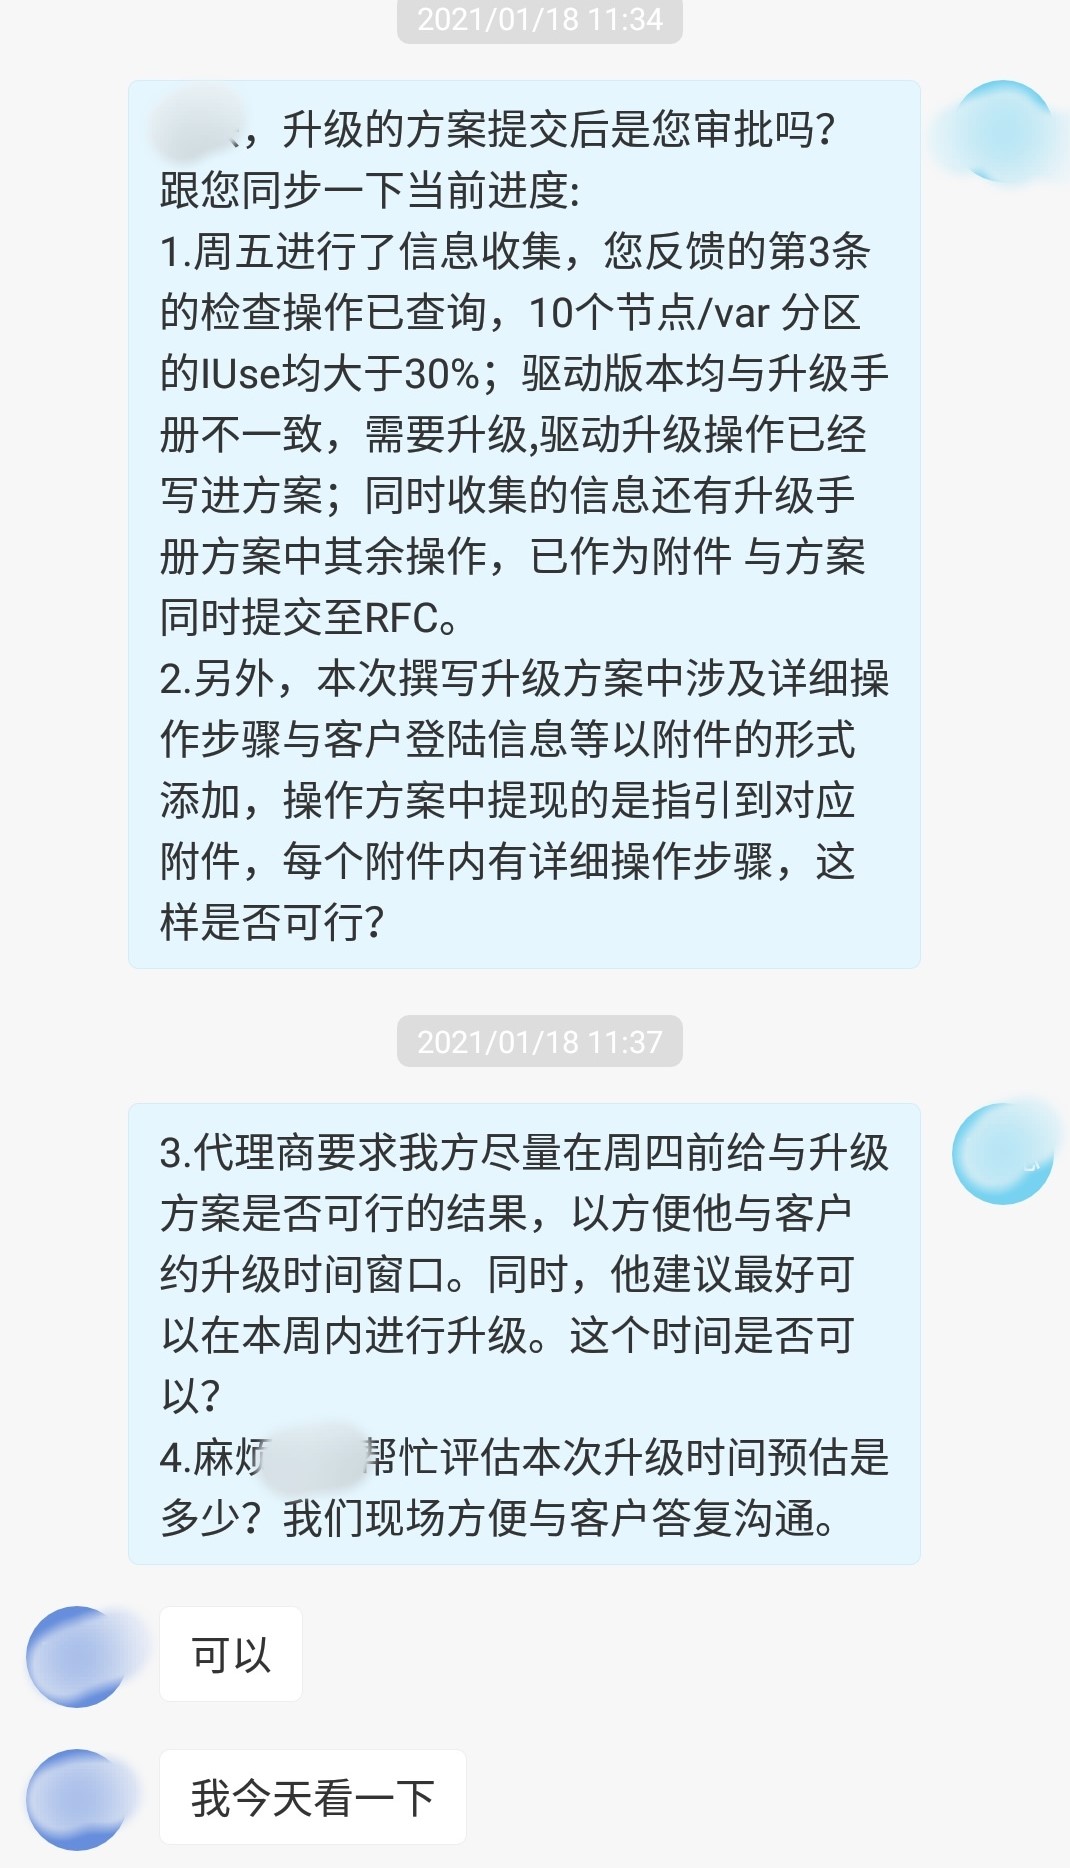 2021/01/18 11:34
，升级的方案提交后是您审批吗？
跟您同步一下当前进度:
1.周五进行了信息收集，您反馈的第3条
的检查操作已查询，10个节点/var 分区
的IUse均大于30%；驱动版本均与升级手
册不一致，需要升级,驱动升级操作已经
写进方案；同时收集的信息还有升级手
册方案中其余操作，已作为附件 与方案
同时提交至RFC。
2.另外，本次撰写升级方案中涉及详细操
作步骤与客户登陆信息等以附件的形式
添加，操作方案中提现的是指引到对应
附件，每个附件内有详细操作步骤，这
样是否可行？
2021/01/18 11:37
3.代理商要求我方尽量在周四前给与升级
方案是否可行的结果，以方便他与客户
约升级时间窗口。同时，他建议最好可
以在本周内进行升级。这个时间是否可
以？
4.麻烦帮忙评估本次升级时间预估是
多少？我们现场方便与客户答复沟通。
可以
我今天看一下